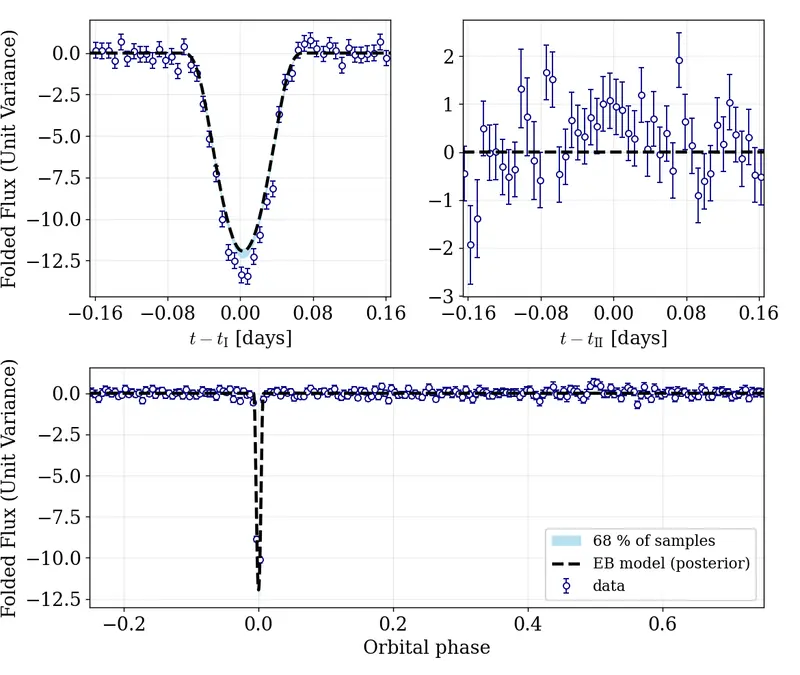 Folded Flux (Unit Variance)
0.0
−2.5
−5.0
−7.5
−10.0
−12.5
−0.16 −0.08 0.00 0.08 0.16
t − tI [days]
2
1
0
−1
−2
−3
−0.16 −0.08 0.00 0.08 0.16
t − tII [days]
Folded Flux (Unit Variance)
0.0
−2.5
−5.0
−7.5
−10.0
−12.5
68 % of samples
EB model (posterior)
data
−0.2 0.0 0.2 0.4 0.6
Orbital phase